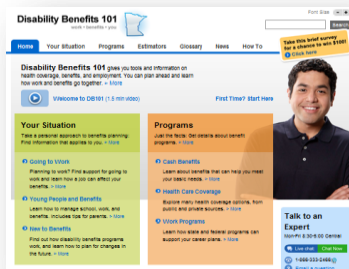 Font Size
Disability Benefits 101
work • benefits • you
Search
Take this brief survey
for a chance to win $100!
Click here
Home Your Situation Programs Estimators Glossary News How To
Disability Benefits 101 gives you tools and information on
health coverage, benefits, and employment. You can plan ahead and learn
how work and benefits go together. » More
Welcome to DB101 (1.5 min video)
First Time? Start Here
Your Situation
Take a personal approach to benefits planning:
Find information that applies to you. » More
Going to Work
Planning to work? Find support for going to
work and learn how a job can affect your
benefits. » More
Young People and Benefits
Learn how to manage school, work, and
benefits. Includes tips for parents. » More
New to Benefits
Find out how disability benefits programs
work, and learn how to plan for changes in
the future. » More
Programs
Just the facts: Get details about benefit
programs. » More
Cash Benefits
Learn about benefits that can help you meet
your basic needs. » More
Health Care Coverage
Explore many health coverage options, from
public and private sources. » More
Work Programs
Learn how state and federal programs can
support your career plans. » More
Talk to an
Expert
Mon-Fri 8:30-5:00 Central
Live chat Chat Now